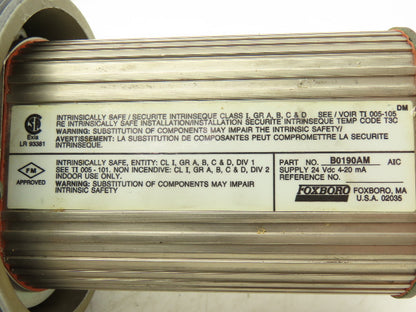 DM
INTRINSICALLY SAFE / SECURITE INTRINSEQUE CLASS I, GR A, B, C & D SEE / VOIR TI 005-105
RE INTRINSICALLY SAFE INSTALLATION/INSTALLATION SECURITE INTRINSEQUE TEMP CODE T3C
WARNING: SUBSTITUTION OF COMPONENTS MAY IMPAIR THE INTRINSIC SAFETY/
AVERTISSEMENT: LA SUBSTITUTION DE COMPOSANTS PEUT COMPROMETTRE LA SECURITE
INTRINSEQUE.
Exia
LR 93381
FM
APPROVED
INTRINSICALLY SAFE, ENTITY: CL I, GR A, B, C & D, DIV 1
SEE TI 005 - 101. NON INCENDIVE: CL I, GR A, B, C & D, DIV 2
INDOOR USE ONLY.
WARNING: SUBSTITUTION OF COMPONENTS MAY IMPAIR
INTRINSIC SAFETY
PART NO. B0190AM AIC
SUPPLY 24 Vdc 4-20 mA
REFERENCE NO.
FOXBORO FOXBORO, MA
U.S.A. 02035